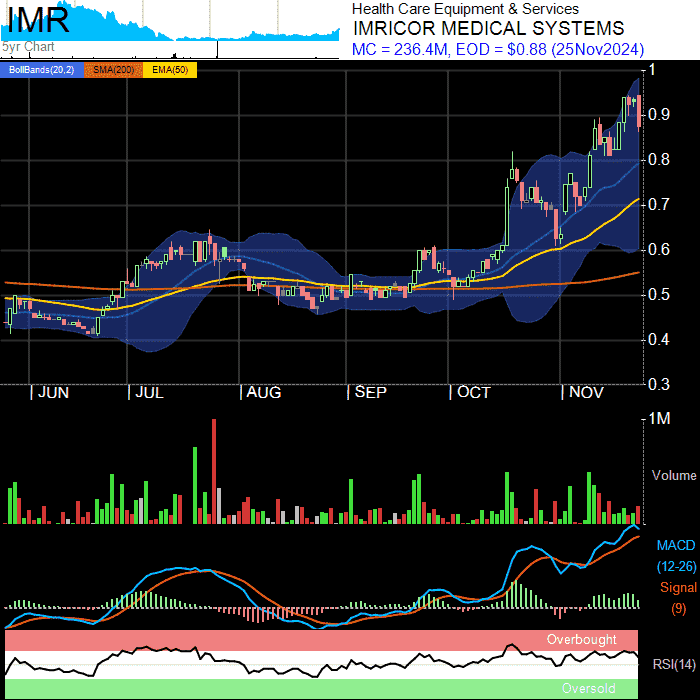 IMR
5yr Chart
Health Care Equipment & Services
IMRICOR MEDICAL SYSTEMS
MC = 236.4M, EOD = $0.88 (25Nov2024)
BollBands(20,2) SMA(200) EMA(50)
1
0.9
0.8
0.7
0.6
0.5
0.4
0.3
JUN JUL AUG SEP OCT NOV
1M
Volume
MACD
(12-26)
Signal
(9)
Overbought
RSI(14)
Oversold